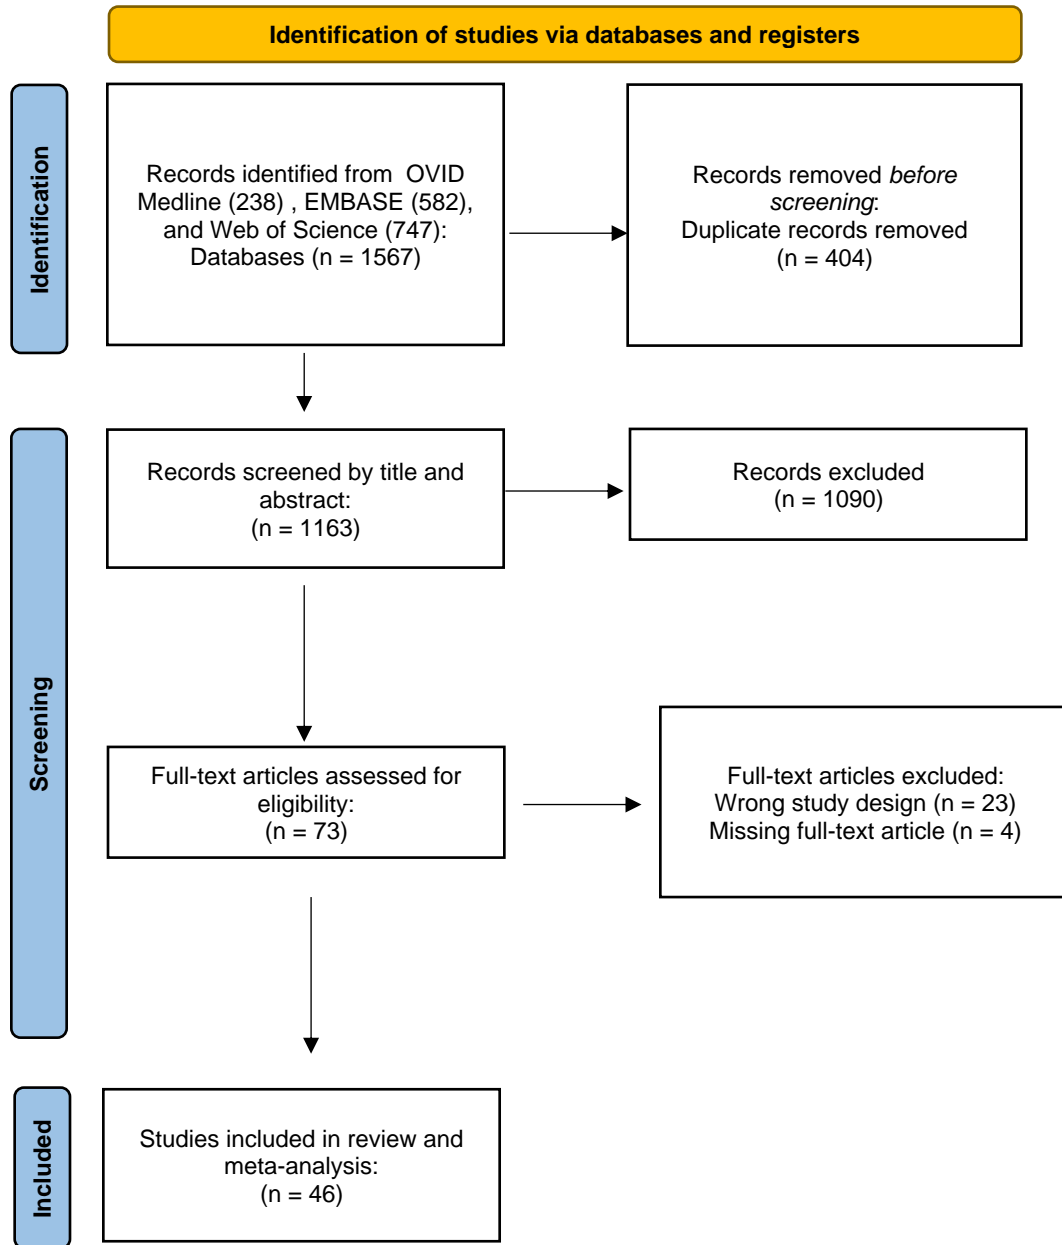 Identification of studies via databases and registers
Identification
Records identified from OVID
Medline (238) , EMBASE (582),
and Web of Science (747):
Databases (n = 1567)
Records removed before
screening:
Duplicate records removed
(n = 404)
Screening
Records screened by title and
abstract:
(n = 1163)
Records excluded
(n = 1090)
Full-text articles assessed for
eligibility:
(n = 73)
Full-text articles excluded:
Wrong study design (n = 23)
Missing full-text article (n = 4)
Included
Studies included in review and
meta-analysis:
(n = 46)